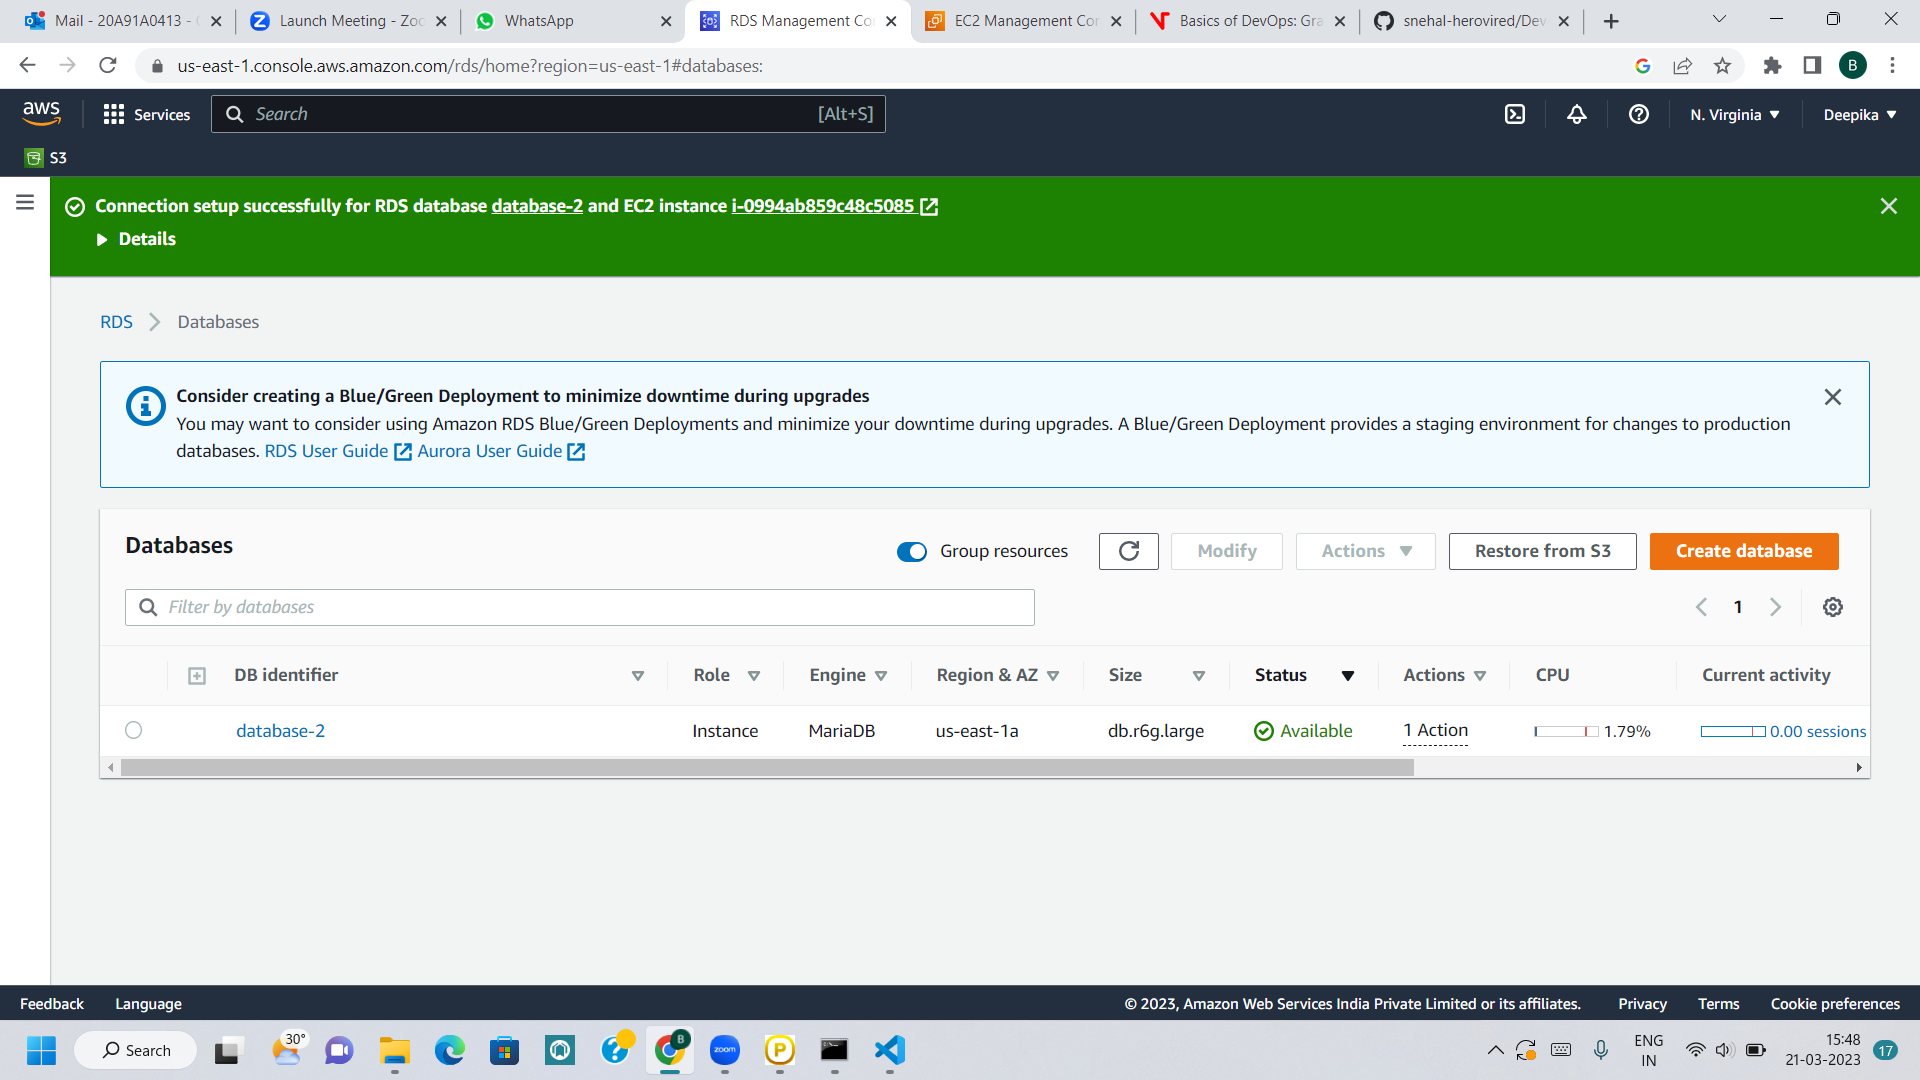 Mail - 20A91A0413 -
Launch Meeting - Zoo
WhatsApp
RDS Management Co
EC2 Management Con
Basics of DevOps: Gra
snehal-herovired/Dev
us-east-1.console.aws.amazon.com/rds/home?region=us-east-1#databases:
B
aws
Services
Search
[Alt+S]
N. Virginia
Deepika
S3
Connection setup successfully for RDS database database-2 and EC2 instance i-0994ab859c48c5085
Details
RDS
Databases
Consider creating a Blue/Green Deployment to minimize downtime during upgrades
You may want to consider using Amazon RDS Blue/Green Deployments and minimize your downtime during upgrades. A Blue/Green Deployment provides a staging environment for changes to production
databases. RDS User Guide Aurora User Guide
Databases
Group resources
Modify
Actions
Restore from S3
Create database
Filter by databases
1
DB identifier
Role
Engine
Region & AZ
Size
Status
Actions
CPU
Current activity
database-2
Instance
MariaDB
us-east-1a
db.r6g.large
Available
1 Action
1.79%
0.00 sessions
Feedback
Language
© 2023, Amazon Web Services India Private Limited or its affiliates.
Privacy
Terms
Cookie preferences
Search
30°
B
zoom
P
ENG
IN
15:48
21-03-2023
17